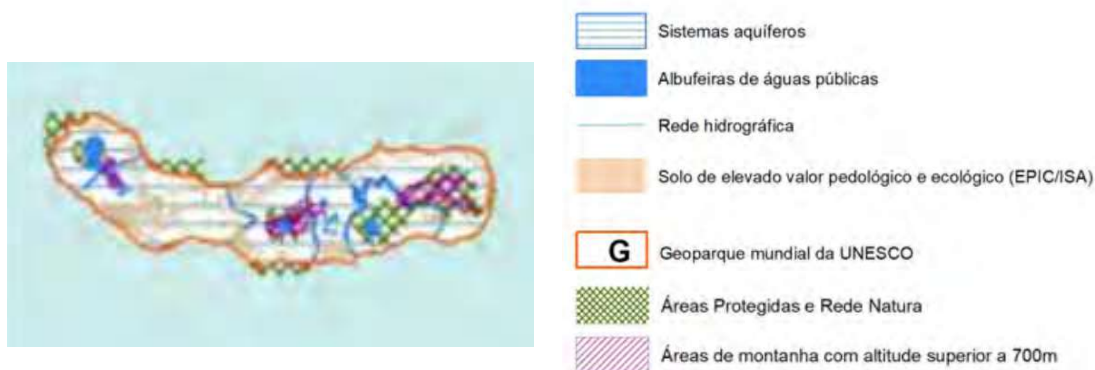 Sistemas aquíferos
Albufeiras de águas públicas
Rede hidrográfica
Solo de elevado valor pedológico e ecológico (EPIC/ISA)
G Geoparque mundial da UNESCO
Áreas Protegidas e Rede Natura
Áreas de montanha com altitude superior a 700m